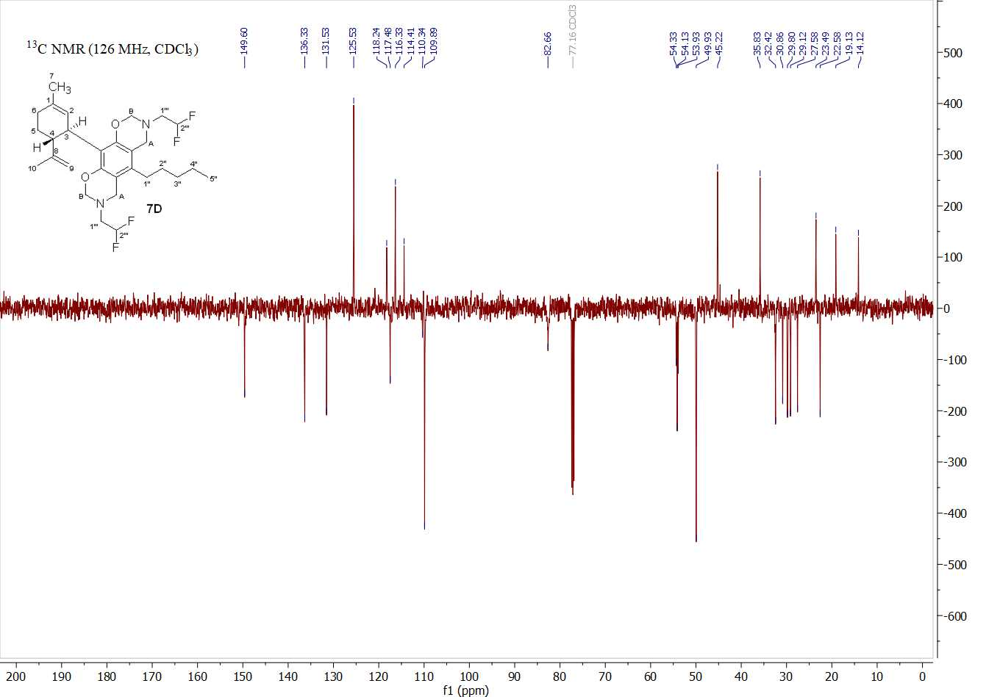 ¹³C NMR (126 MHz, CDCl₃)
149.60
136.33
131.53
125.53
118.24
117.48
116.33
114.41
110.34
109.89
82.66
77.16 CDCl3
54.33
54.13
53.93
49.93
45.22
35.83
32.42
30.86
29.80
29.12
27.58
23.49
22.58
19.13
14.12
7
CH₃
1
6
2
5
4
3
H
H
8
10
9
O
B
N
1'''
F
2'''
F
A
2''
4''
1''
3''
5''
O
B
N
A
1'''
F
2'''
F
7D
500
400
300
200
100
0
-100
-200
-300
-400
-500
-600
200 190 180 170 160 150 140 130 120 110 100 90 80 70 60 50 40 30 20 10 0
f1 (ppm)